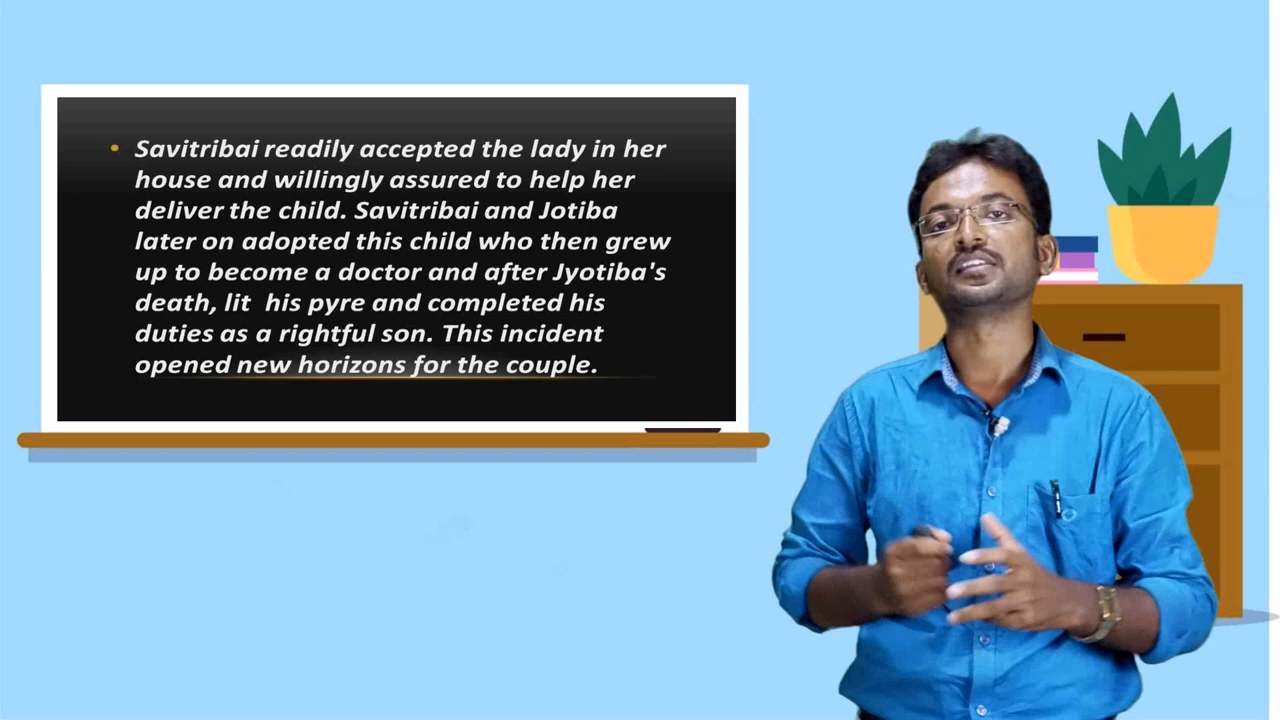 • Savitribai readily accepted the lady in her
house and willingly assured to help her
deliver the child. Savitribai and Jotiba
later on adopted this child who then grew
up to become a doctor and after Jyotiba's
death, lit  his pyre and completed his
duties as a rightful son. This incident
opened new horizons for the couple.